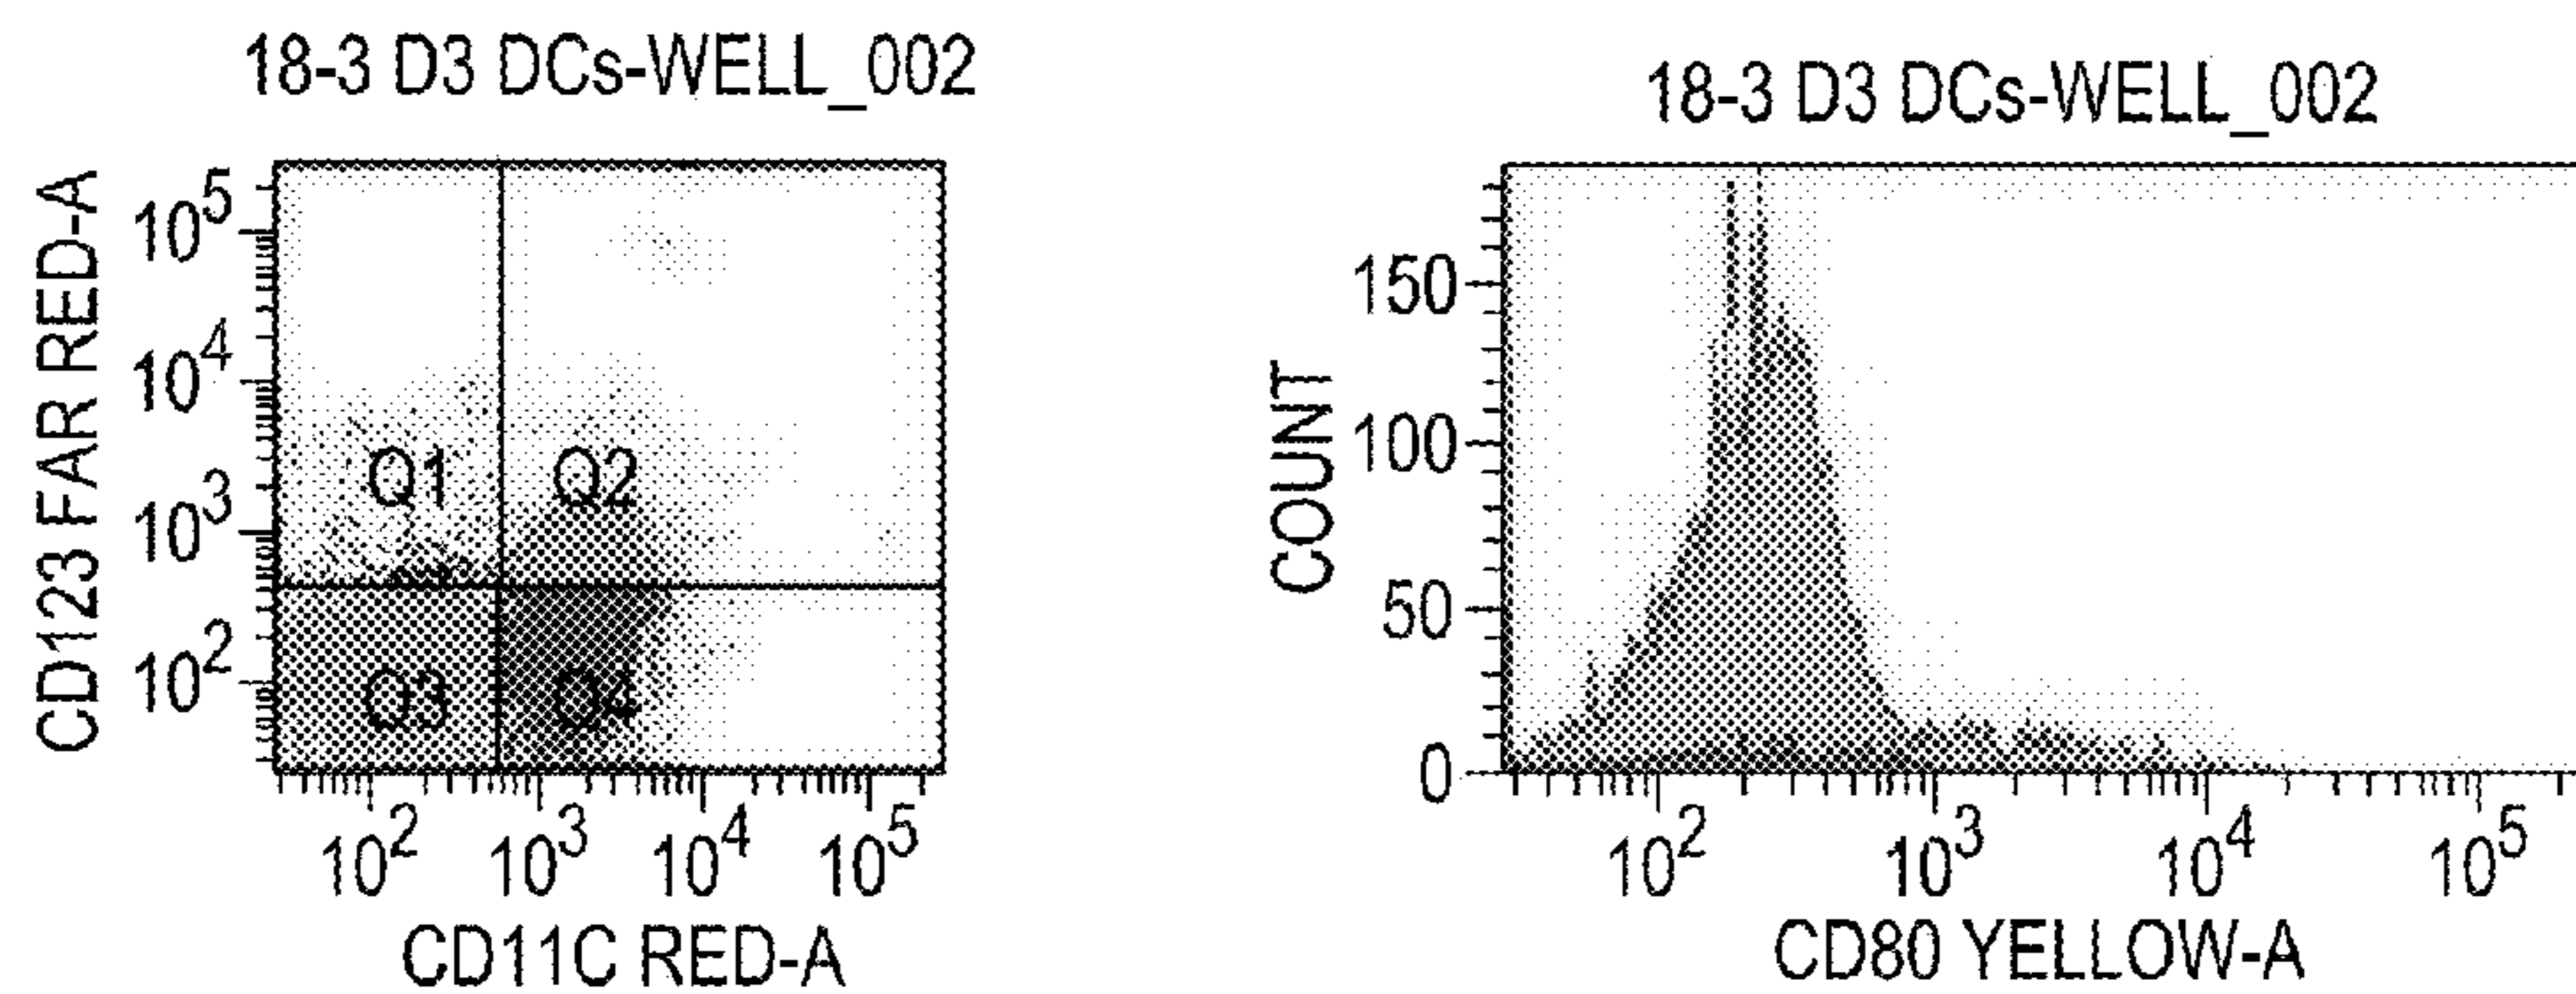 18-3 D3 DCs-WELL_002
CD123 FAR RED-A
10^5
10^4
10^3
10^2
Q1
Q2
Q3
Q4
10^2 10^3 10^4 10^5
CD11C RED-A
18-3 D3 DCs-WELL_002
COUNT
150
100
50
0
10^2 10^3 10^4 10^5
CD80 YELLOW-A